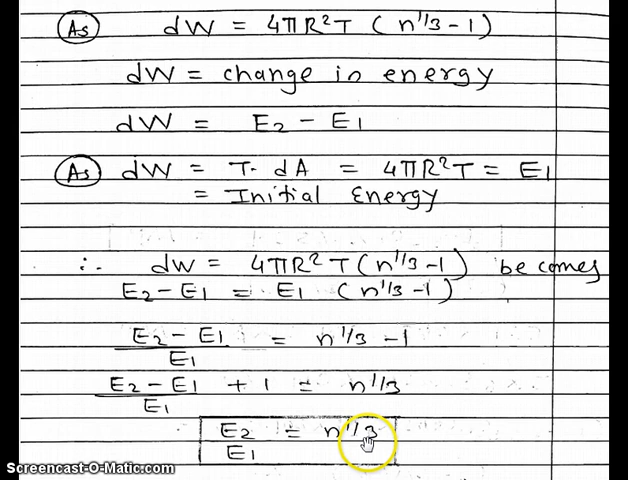 As dW = 4πR²T (n^1/3 - 1)
dW = change in energy
dW = E₂ - E₁
As dW = T. dA = 4πR²T = E₁
= Initial Energy
∴ dW = 4πR²T (n^1/3 - 1) becomes
E₂ - E₁ = E₁ (n^1/3 - 1)
E₂ - E₁ / E₁ = n^1/3 - 1
E₂ - E₁ / E₁ + 1 = n^1/3
E₂ / E₁ = n^1/3
Screencast-O-Matic.com